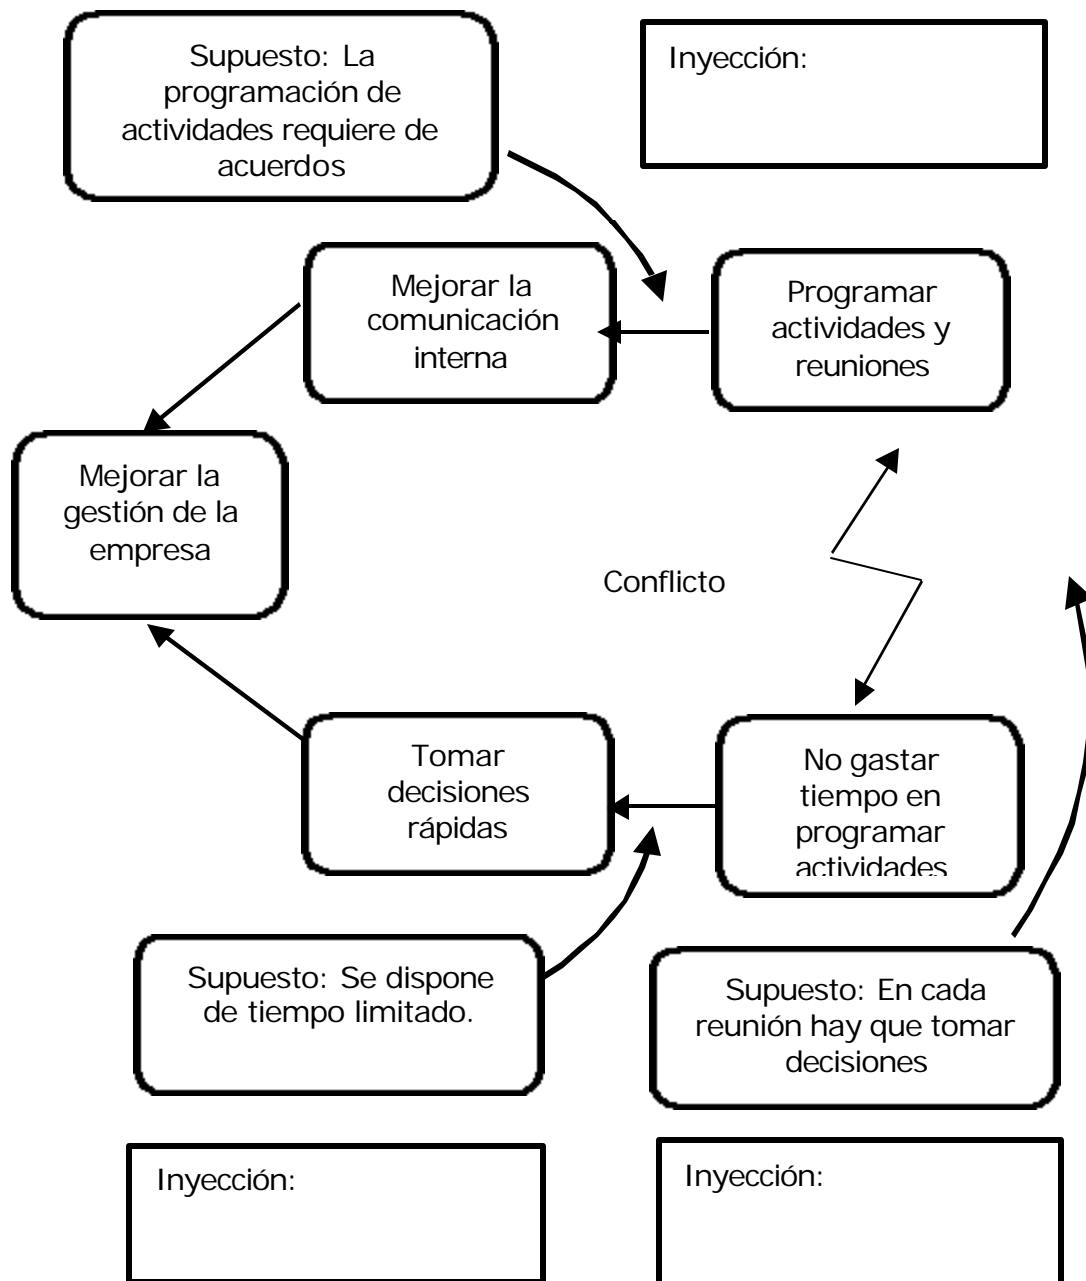 Supuesto: La
programación de
actividades requiere de
acuerdos
Inyección:
Mejorar la
comunicación
interna
Programar
actividades y
reuniones
Mejorar la
gestión de la
empresa
Conflicto
Tomar
decisiones
rápidas
No gastar
tiempo en
programar
actividades
Supuesto: Se dispone
de tiempo limitado.
Supuesto: En cada
reunión hay que tomar
decisiones
Inyección:
Inyección: